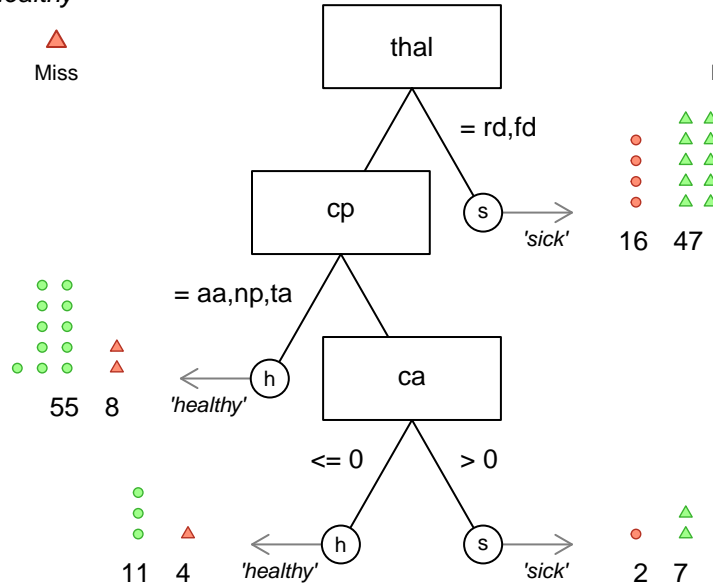 thal
Miss
= rd,fd
s
'sick'
16 47
cp
= aa,np,ta
h
'healthy'
55 8
ca
<= 0
> 0
h
'healthy'
11 4
s
'sick'
2 7